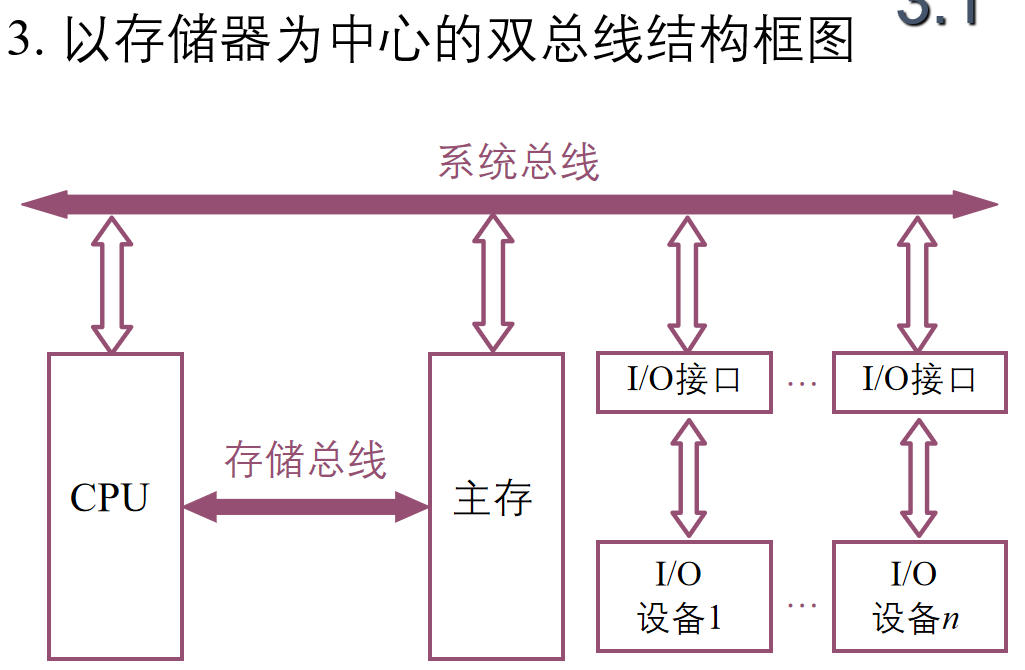 3.1
3. 以存储器为中心的双总线结构框图
系统总线
I/O接口
…
I/O接口
存储总线
CPU
主存
I/O
设备1
…
I/O
设备n